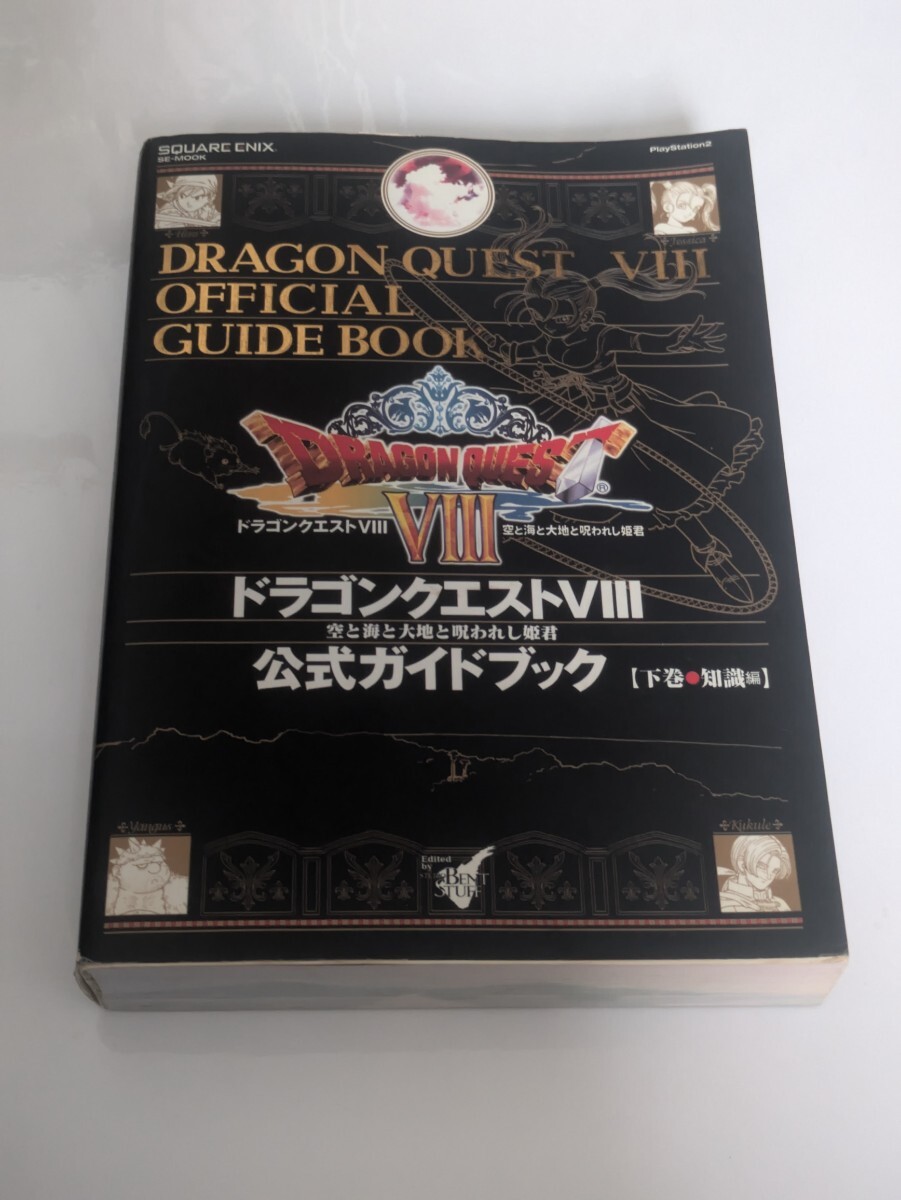 SQUARE ENIX.
SE-MOOK
PlayStation2
Jessica
DRAGON QUEST VIII
OFFICIAL
GUIDE BOOK
DRAGON QUEST
®
VIII
ドラゴンクエストVIII
空と海と大地と呪われし姫君
ドラゴンクエストVIII
空と海と大地と呪われし姫君
公式ガイドブック
【下巻●知識編】
Yangus
Kukule
Edited
by
STUDIO
BENT
STUFF